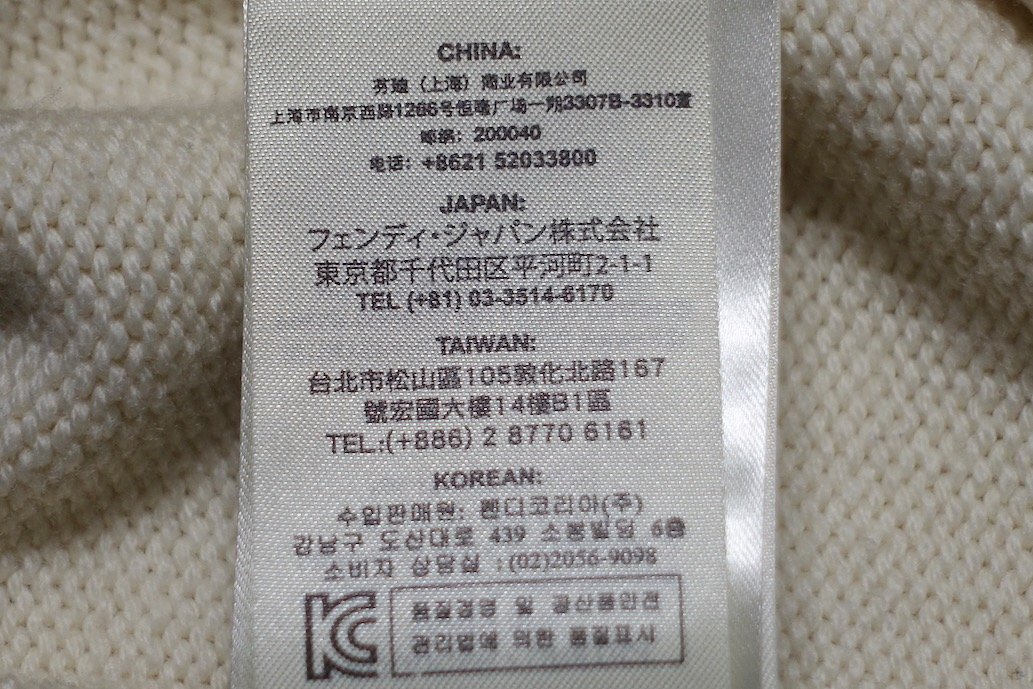 CHINA:
芬迪（上海）商业有限公司
上海市南京西路1266号恒隆广场一期3307B-3310室
邮编：200040
电话：+8621 52033800
JAPAN:
フェンディ・ジャパン株式会社
東京都千代田区平河町2-1-1
TEL (+81) 03-3514-6170
TAIWAN:
台北市松山區105敦化北路167
號宏國大樓14樓B1區
TEL.:(+886) 2 8770 6161
KOREAN:
수입판매원: 펜디코리아(주)
강남구 도산대로 439 소봉빌딩 6층
소비자 상담실 :(02)2056-9098
KC
품질경영 및 공산품안전
관리법에 의한 품질표시